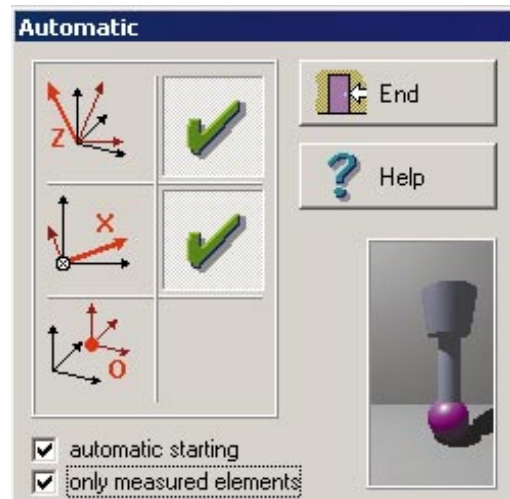 Automatic
End
Help
Z
X
O
automatic starting
only measured elements